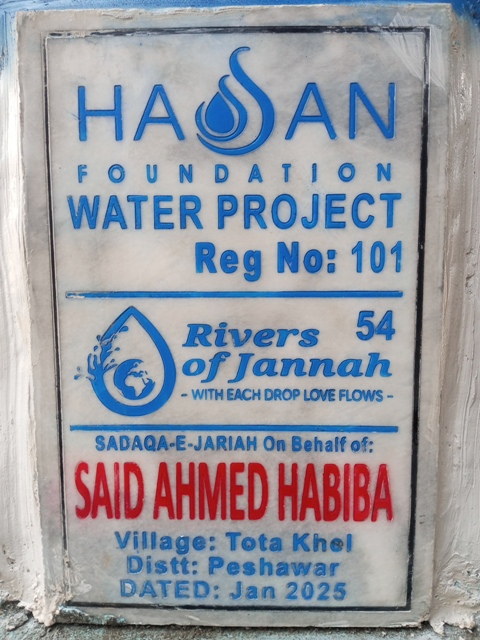 HASAN
FOUNDATION
WATER PROJECT
Reg No: 101
Rivers 54
of Jannah
- WITH EACH DROP LOVE FLOWS -
SADAQA-E-JARIAH On Behalf of:
SAID AHMED HABIBA
Village: Tota Khel
Distt: Peshawar
DATED: Jan 2025